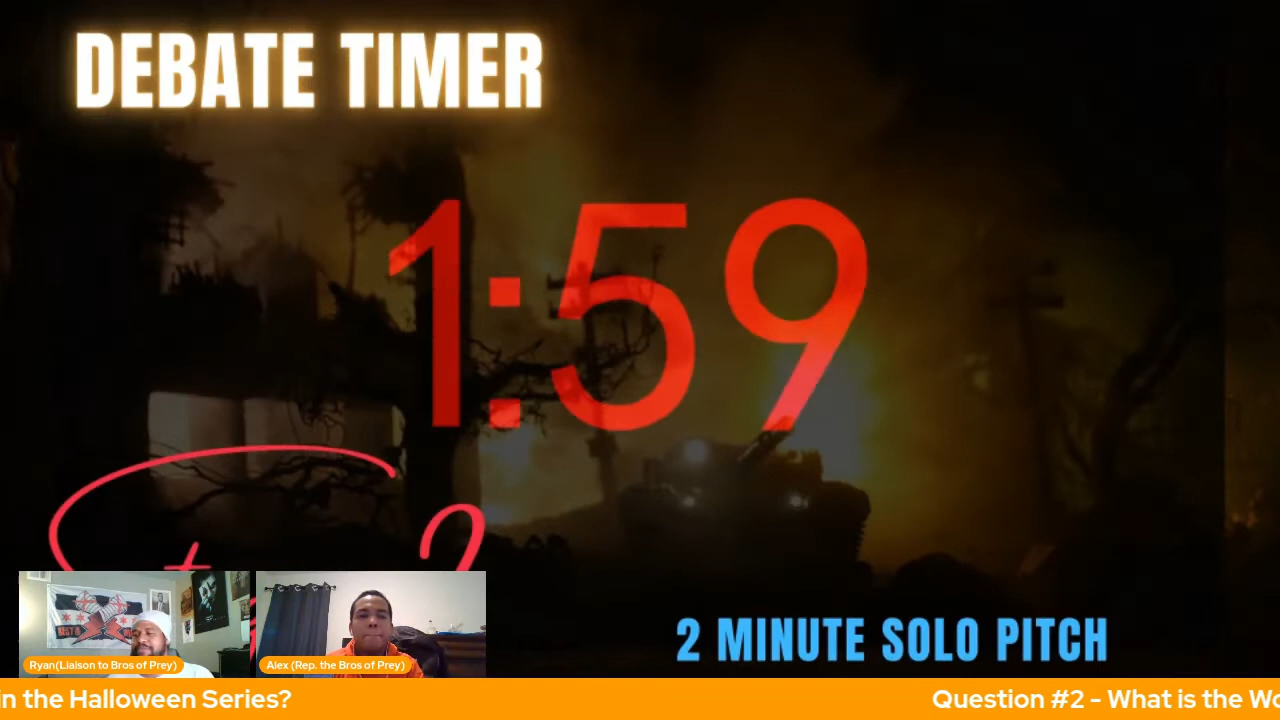 DEBATE TIMER
1:59
2 MINUTE SOLO PITCH
Ryan(Liaison to Bros of Prey)
Alex (Rep. the Bros of Prey)
in the Halloween Series?
Question #2 - What is the Wo